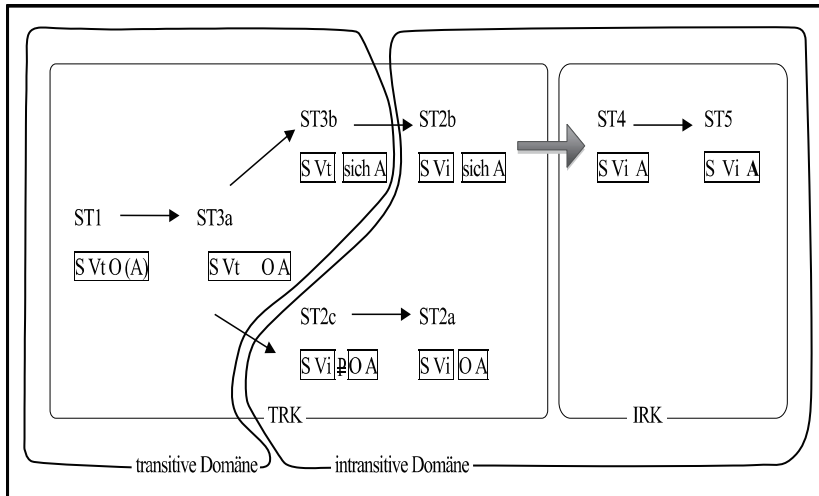 ST3b ST2b ST4 ST5
S Vt sich A S Vi sich A S Vi A S Vi A
ST1 ST3a
S Vt O (A) S Vt O A
ST2c ST2a
S Vi P O A S Vi O A
TRK IRK
transitive Domäne intransitive Domäne